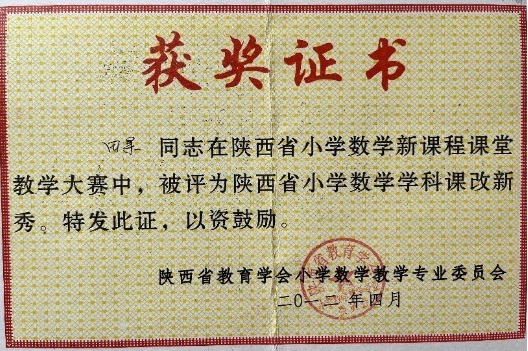 获奖证书
田杲 同志在陕西省小学数学新课程课堂
教学大赛中，被评为陕西省小学数学学科课改新
秀。特发此证，以资鼓励。
陕西省教育学会小学数学教学专业委员会
二〇一二年四月